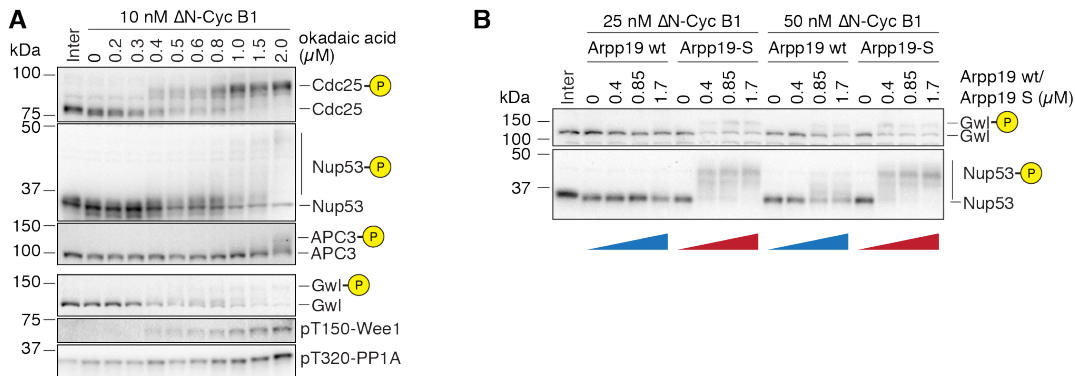 A
10 nM ΔN-Cyc B1
kDa
Inter
0
0.2
0.3
0.4
0.5
0.6
0.8
1.0
1.5
2.0
okadaic acid
(μM)
100
75
Cdc25-P
Cdc25
50
37
Nup53-P
Nup53
150
100
APC3-P
APC3
150
100
Gwl-P
Gwl
75
pT150-Wee1
37
pT320-PP1A
B
25 nM ΔN-Cyc B1
50 nM ΔN-Cyc B1
Arpp19 wt
Arpp19-S
Arpp19 wt
Arpp19-S
kDa
Inter
0
0.4
0.85
1.7
0
0.4
0.85
1.7
0
0.4
0.85
1.7
0
0.4
0.85
1.7
Arpp19 wt/
Arpp19 S (μM)
150
100
Gwl-P
Gwl
50
37
Nup53-P
Nup53